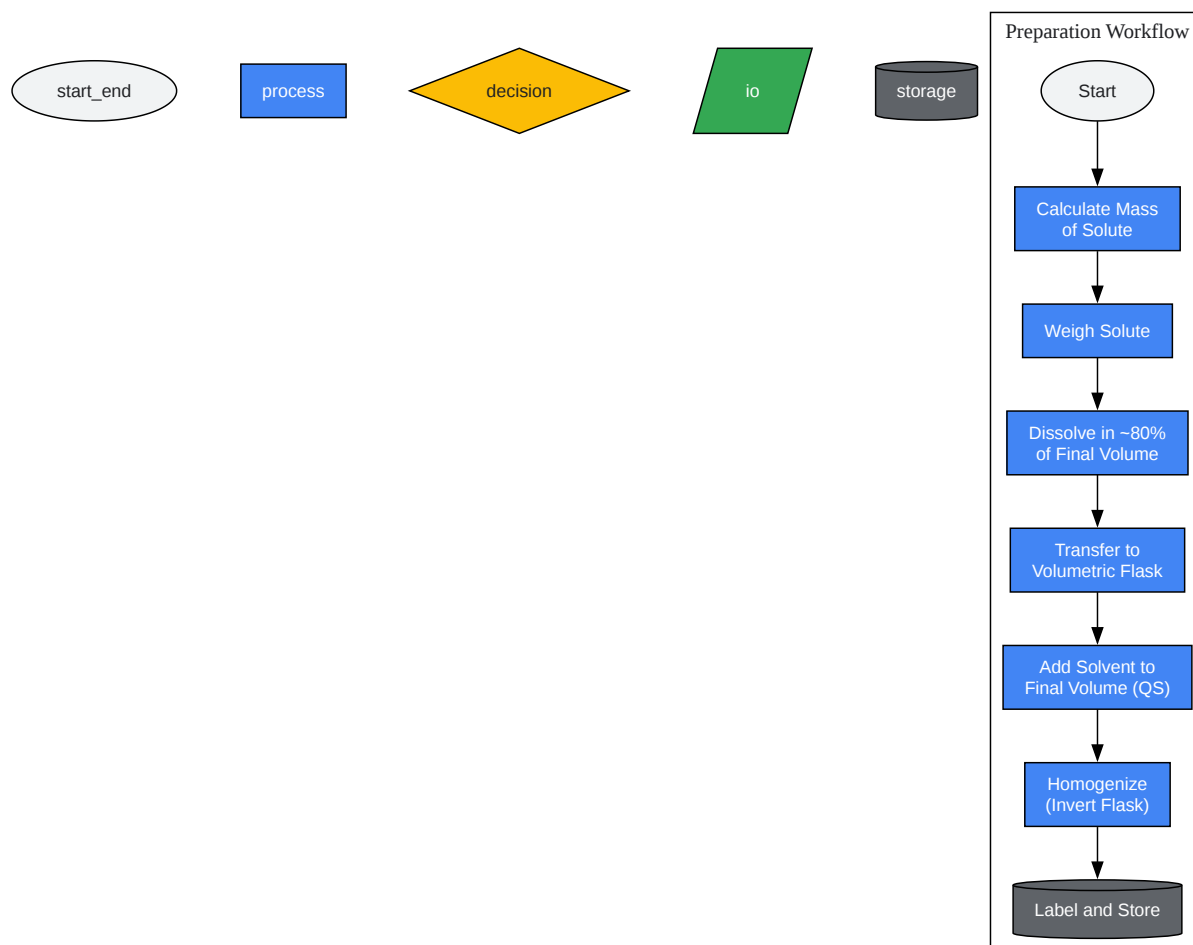 Preparation Workflow
start_end
process
decision
io
storage
Start
Calculate Mass
of Solute
Weigh Solute
Dissolve in ~80%
of Final Volume
Transfer to
Volumetric Flask
Add Solvent to
Final Volume (QS)
Homogenize
(Invert Flask)
Label and Store